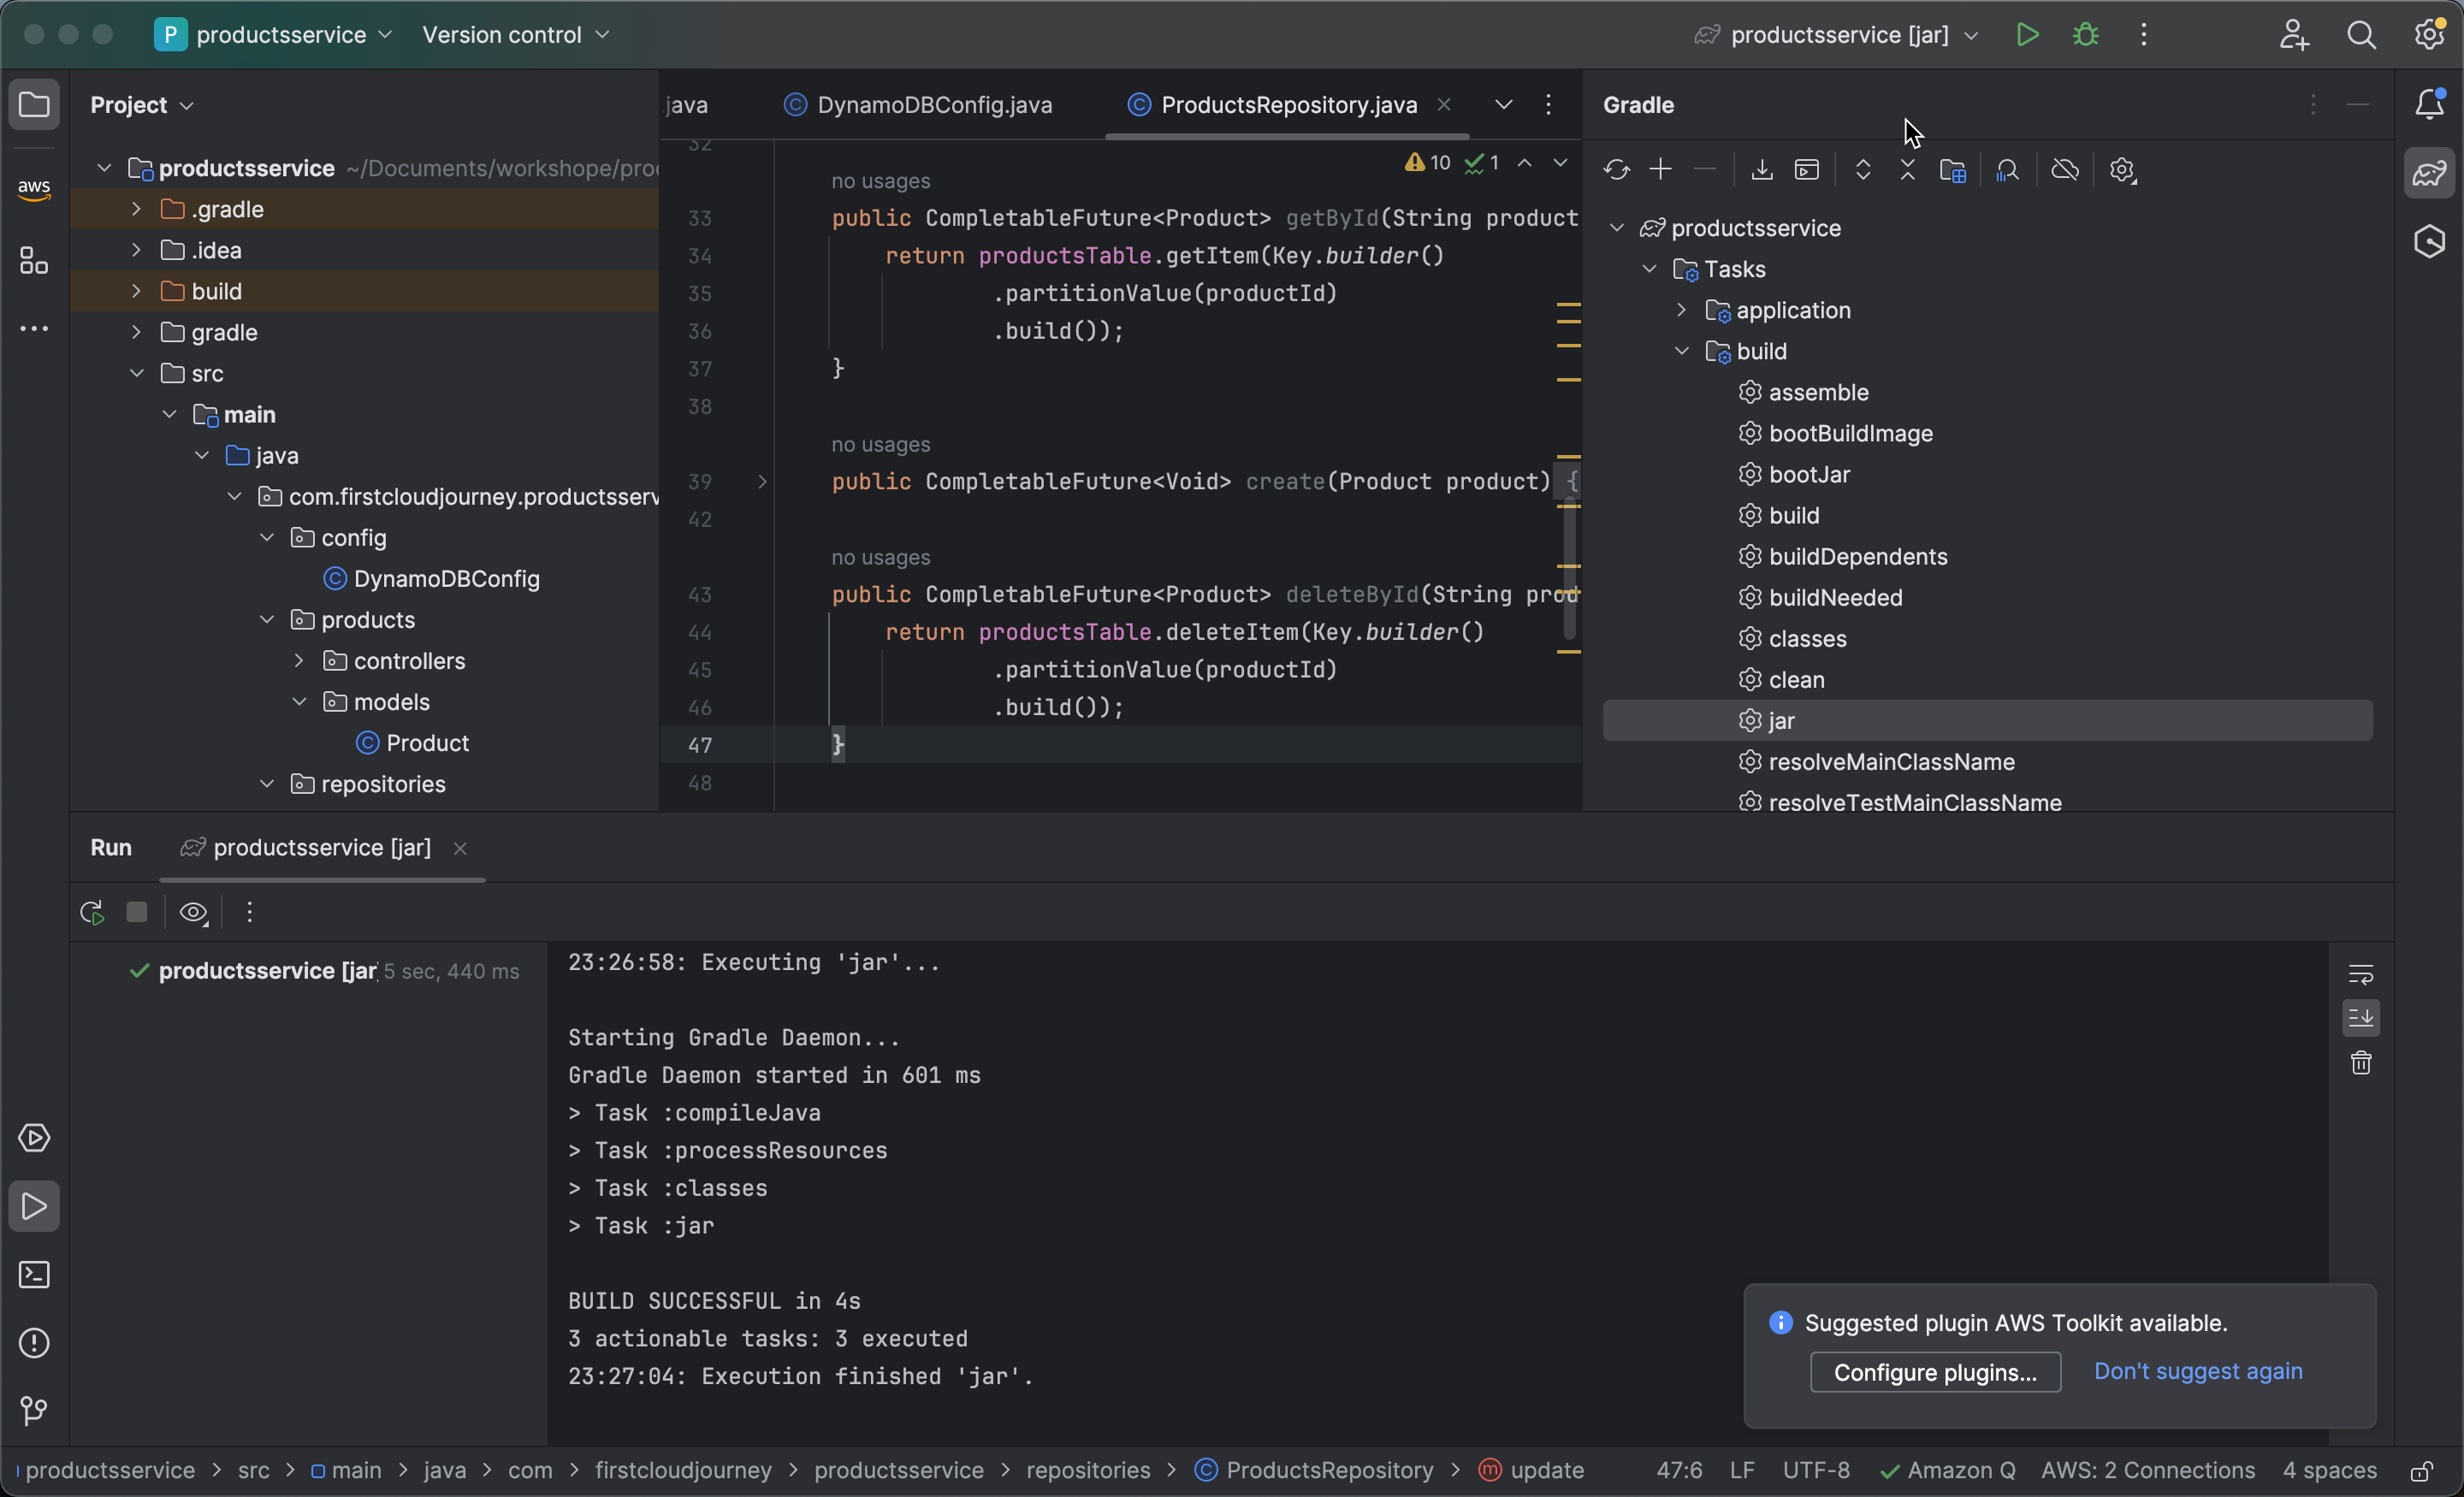 P productsservice Version control productsservice [jar]
Project
aws
productsservice ~/Documents/workshope/pro
.gradle
.idea
build
gradle
src
main
java
com.firstcloudjourney.productsserv
config
DynamoDBConfig
products
controllers
models
Product
repositories
.java DynamoDBConfig.java ProductsRepository.java
10 1
32
no usages
33 public CompletableFuture<Product> getById(String product
34 return productsTable.getItem(Key.builder()
35 .partitionValue(productId)
36 .build());
37 }
38
no usages
39 public CompletableFuture<Void> create(Product product) {
42
no usages
43 public CompletableFuture<Product> deleteById(String prod
44 return productsTable.deleteItem(Key.builder()
45 .partitionValue(productId)
46 .build());
47 }
48
Gradle
productsservice
Tasks
application
build
assemble
bootBuildImage
bootJar
build
buildDependents
buildNeeded
classes
clean
jar
resolveMainClassName
resolveTestMainClassName
Run productsservice [jar]
productsservice [jar 5 sec, 440 ms
23:26:58: Executing 'jar'...
Starting Gradle Daemon...
Gradle Daemon started in 601 ms
> Task :compileJava
> Task :processResources
> Task :classes
> Task :jar
BUILD SUCCESSFUL in 4s
3 actionable tasks: 3 executed
23:27:04: Execution finished 'jar'.
Suggested plugin AWS Toolkit available.
Configure plugins... Don't suggest again
productsservice > src > main > java > com > firstcloudjourney > productsservice > repositories > ProductsRepository > update 47:6 LF UTF-8 Amazon Q AWS: 2 Connections 4 spaces